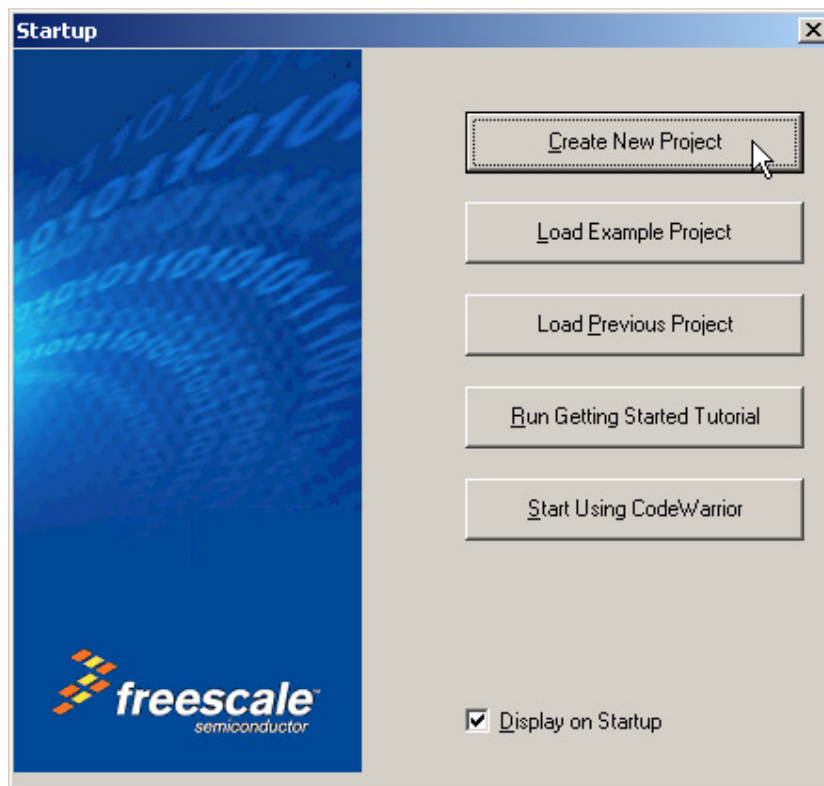 Startup
Create New Project
Load Example Project
Load Previous Project
Run Getting Started Tutorial
Start Using CodeWarrior
freescale™
semiconductor
Display on Startup